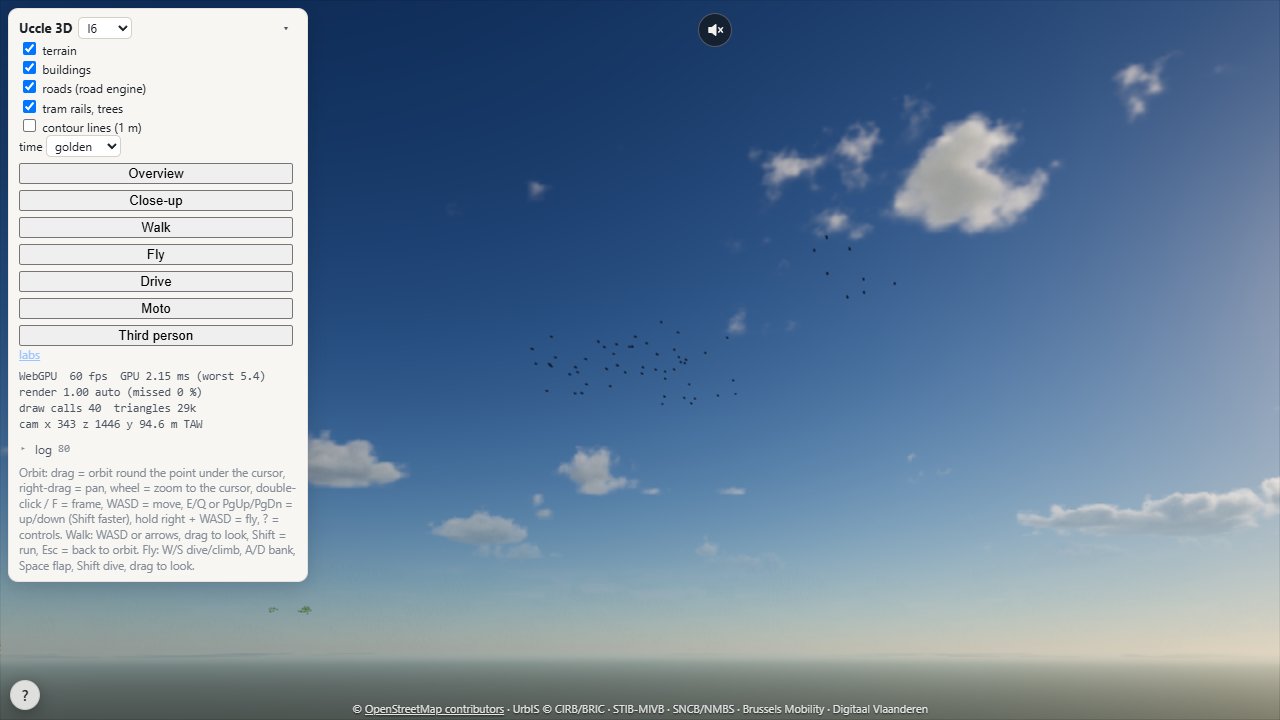 Uccle 3D l6
terrain
buildings
roads (road engine)
tram rails, trees
contour lines (1 m)
time golden
Overview
Close-up
Walk
Fly
Drive
Moto
Third person
labs
WebGPU 60 fps GPU 2.15 ms (worst 5.4)
render 1.00 auto (missed 0 %)
draw calls 40 triangles 29k
cam x 343 z 1446 y 94.6 m TAW
log 80
Orbit: drag = orbit round the point under the cursor,
right-drag = pan, wheel = zoom to the cursor, double-
click / F = frame, WASD = move, E/Q or PgUp/PgDn =
up/down (Shift faster), hold right + WASD = fly, ? =
controls. Walk: WASD or arrows, drag to look, Shift =
run, Esc = back to orbit. Fly: W/S dive/climb, A/D bank,
Space flap, Shift dive, drag to look.
?
© OpenStreetMap contributors · UrbIS © CIRB/BRIC · STIB-MIVB · SNCB/NMBS · Brussels Mobility · Digitaal Vlaanderen